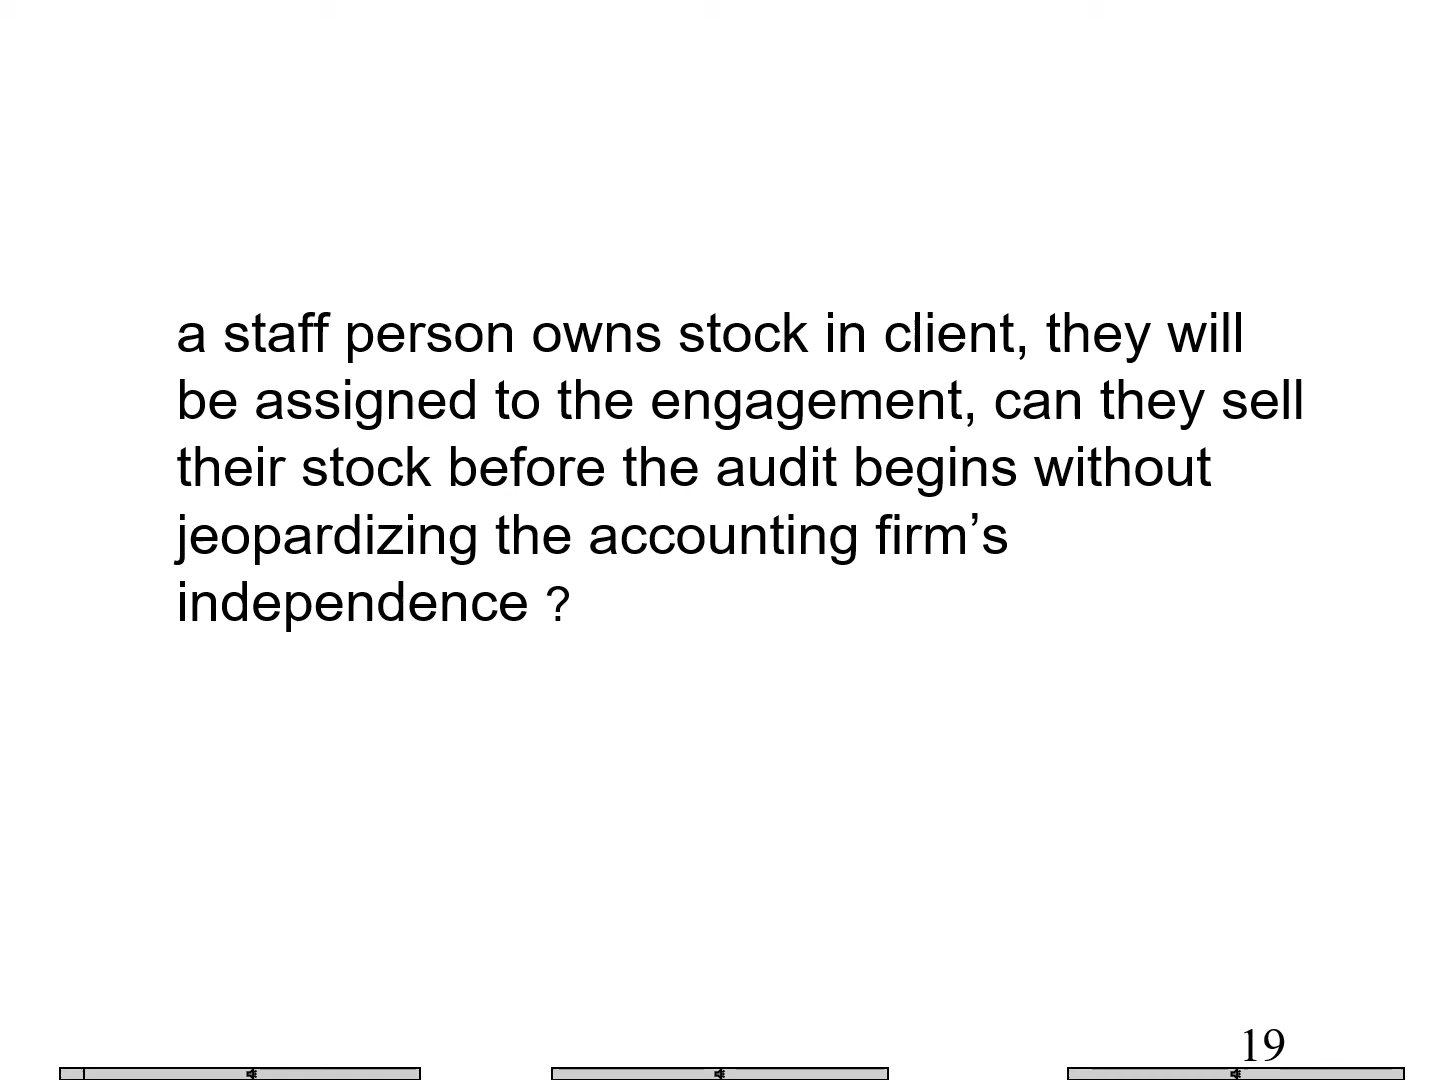 a staff person owns stock in client, they will
be assigned to the engagement, can they sell
their stock before the audit begins without
jeopardizing the accounting firm’s
independence ?
19